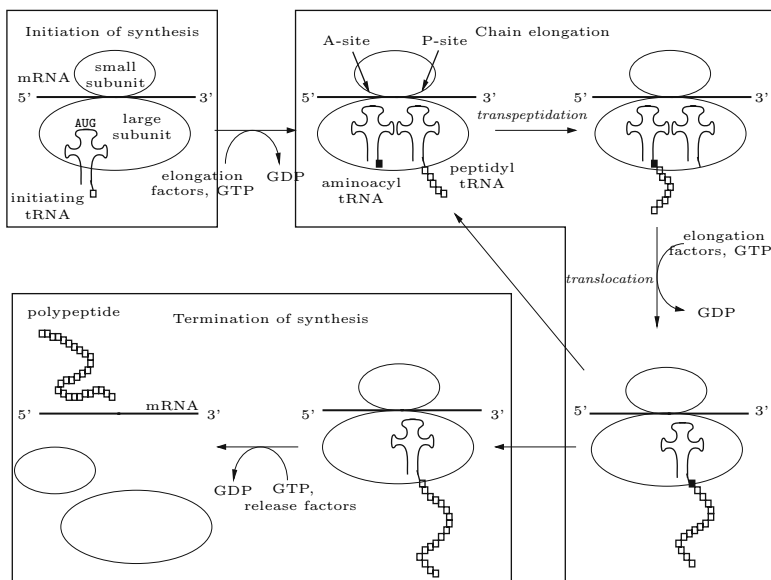 Initiation of synthesis
mRNA
small
subunit
5'
3'
AUG
large
subunit
initiating
tRNA
elongation
factors, GTP
GDP
Chain elongation
A-site
P-site
5'
3'
aminoacyl
tRNA
peptidyl
tRNA
transpeptidation
5'
3'
elongation
factors, GTP
translocation
GDP
5'
3'
Termination of synthesis
polypeptide
5'
mRNA
3'
GDP
GTP,
release factors
5'
3'